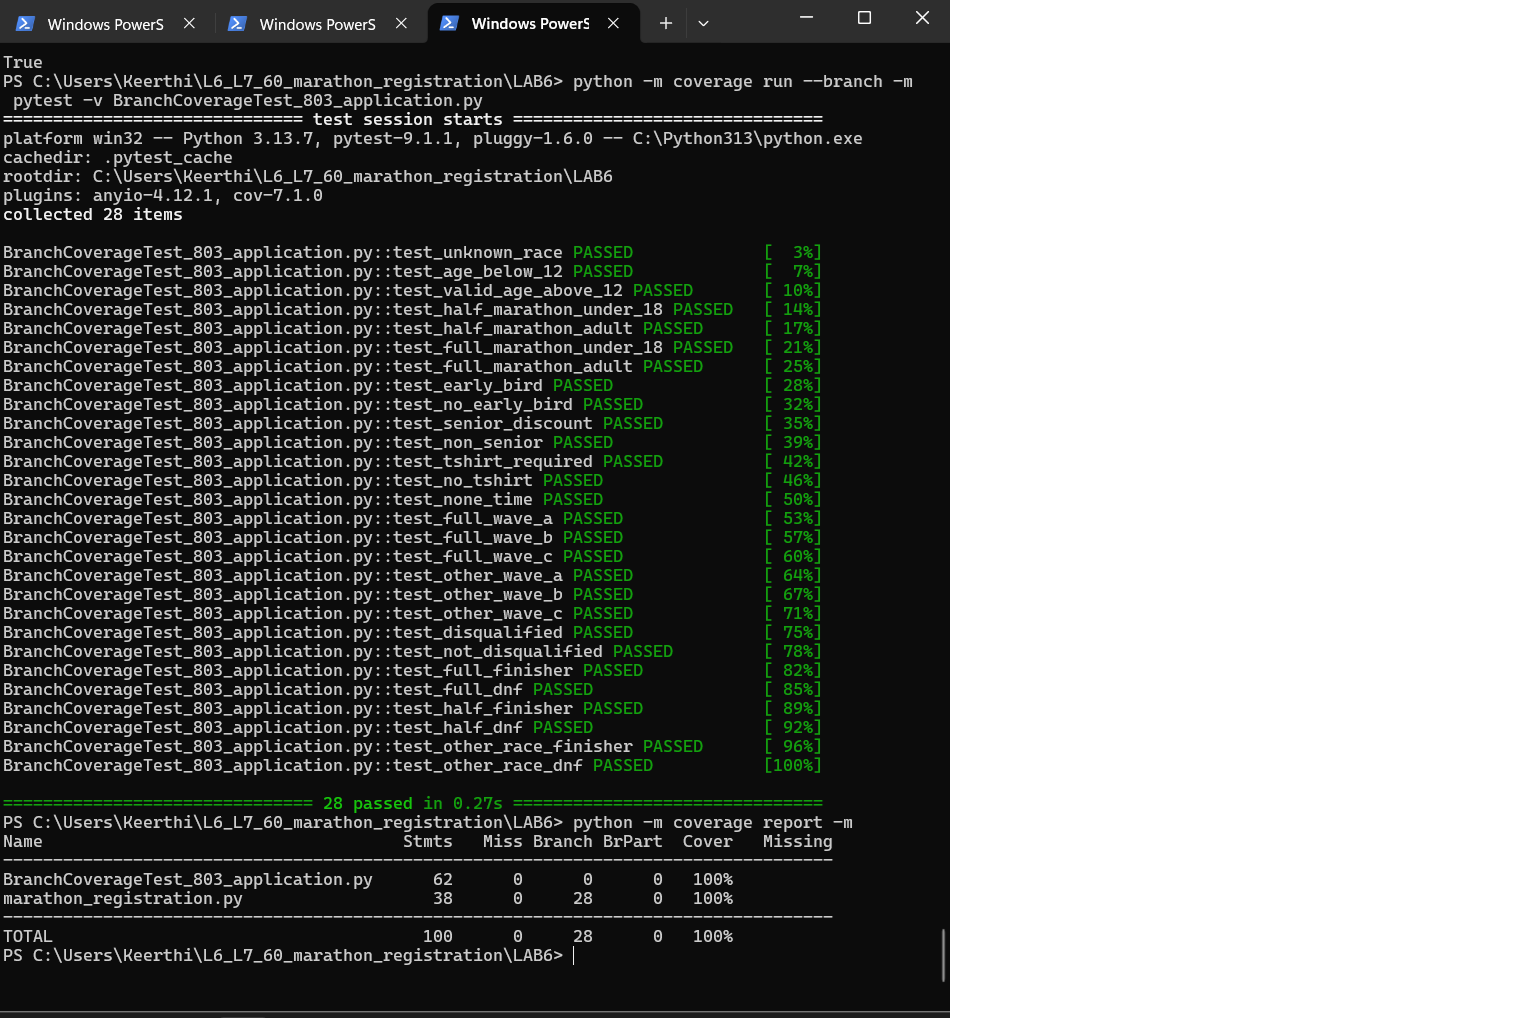 Windows PowerS Windows PowerS Windows PowerS
True
PS C:\Users\Keerthi\L6_L7_60_marathon_registration\LAB6> python -m coverage run --branch -m
 pytest -v BranchCoverageTest_803_application.py
============================== test session starts ===============================
platform win32 -- Python 3.13.7, pytest-9.1.1, pluggy-1.6.0 -- C:\Python313\python.exe
cachedir: .pytest_cache
rootdir: C:\Users\Keerthi\L6_L7_60_marathon_registration\LAB6
plugins: anyio-4.12.1, cov-7.1.0
collected 28 items
BranchCoverageTest_803_application.py::test_unknown_race PASSED             [  3%]
BranchCoverageTest_803_application.py::test_age_below_12 PASSED             [  7%]
BranchCoverageTest_803_application.py::test_valid_age_above_12 PASSED       [ 10%]
BranchCoverageTest_803_application.py::test_half_marathon_under_18 PASSED   [ 14%]
BranchCoverageTest_803_application.py::test_half_marathon_adult PASSED      [ 17%]
BranchCoverageTest_803_application.py::test_full_marathon_under_18 PASSED   [ 21%]
BranchCoverageTest_803_application.py::test_full_marathon_adult PASSED      [ 25%]
BranchCoverageTest_803_application.py::test_early_bird PASSED               [ 28%]
BranchCoverageTest_803_application.py::test_no_early_bird PASSED            [ 32%]
BranchCoverageTest_803_application.py::test_senior_discount PASSED          [ 35%]
BranchCoverageTest_803_application.py::test_non_senior PASSED               [ 39%]
BranchCoverageTest_803_application.py::test_tshirt_required PASSED          [ 42%]
BranchCoverageTest_803_application.py::test_no_tshirt PASSED                [ 46%]
BranchCoverageTest_803_application.py::test_none_time PASSED                [ 50%]
BranchCoverageTest_803_application.py::test_full_wave_a PASSED              [ 53%]
BranchCoverageTest_803_application.py::test_full_wave_b PASSED              [ 57%]
BranchCoverageTest_803_application.py::test_full_wave_c PASSED              [ 60%]
BranchCoverageTest_803_application.py::test_other_wave_a PASSED             [ 64%]
BranchCoverageTest_803_application.py::test_other_wave_b PASSED             [ 67%]
BranchCoverageTest_803_application.py::test_other_wave_c PASSED             [ 71%]
BranchCoverageTest_803_application.py::test_disqualified PASSED             [ 75%]
BranchCoverageTest_803_application.py::test_not_disqualified PASSED         [ 78%]
BranchCoverageTest_803_application.py::test_full_finisher PASSED            [ 82%]
BranchCoverageTest_803_application.py::test_full_dnf PASSED                 [ 85%]
BranchCoverageTest_803_application.py::test_half_finisher PASSED            [ 89%]
BranchCoverageTest_803_application.py::test_half_dnf PASSED                 [ 92%]
BranchCoverageTest_803_application.py::test_other_race_finisher PASSED      [ 96%]
BranchCoverageTest_803_application.py::test_other_race_dnf PASSED           [100%]
=============================== 28 passed in 0.27s ===============================
PS C:\Users\Keerthi\L6_L7_60_marathon_registration\LAB6> python -m coverage report -m
Name                                    Stmts   Miss Branch BrPart  Cover   Missing
-----------------------------------------------------------------------------------
BranchCoverageTest_803_application.py      62      0      0      0   100%
marathon_registration.py                   38      0     28      0   100%
-----------------------------------------------------------------------------------
TOTAL                                     100      0     28      0   100%
PS C:\Users\Keerthi\L6_L7_60_marathon_registration\LAB6>